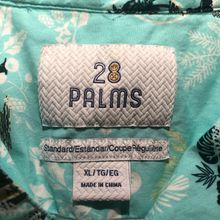 28
PALMS
Standard/Estándar/Coupe Régulière
XL/TG/EG
MADE IN CHINA